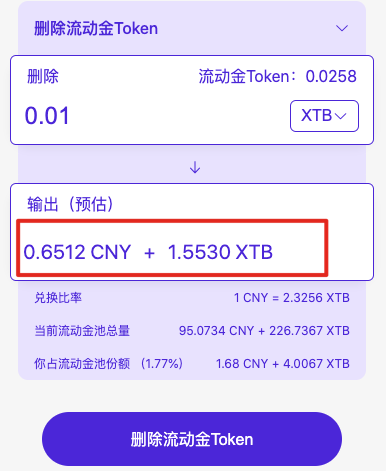 删除流动金Token
删除 流动金Token：0.0258
0.01 XTB
输出（预估）
0.6512 CNY + 1.5530 XTB
兑换比率 1 CNY = 2.3256 XTB
当前流动金池总量 95.0734 CNY + 226.7367 XTB
你占流动金池份额 (1.77%) 1.68 CNY + 4.0067 XTB
删除流动金Token